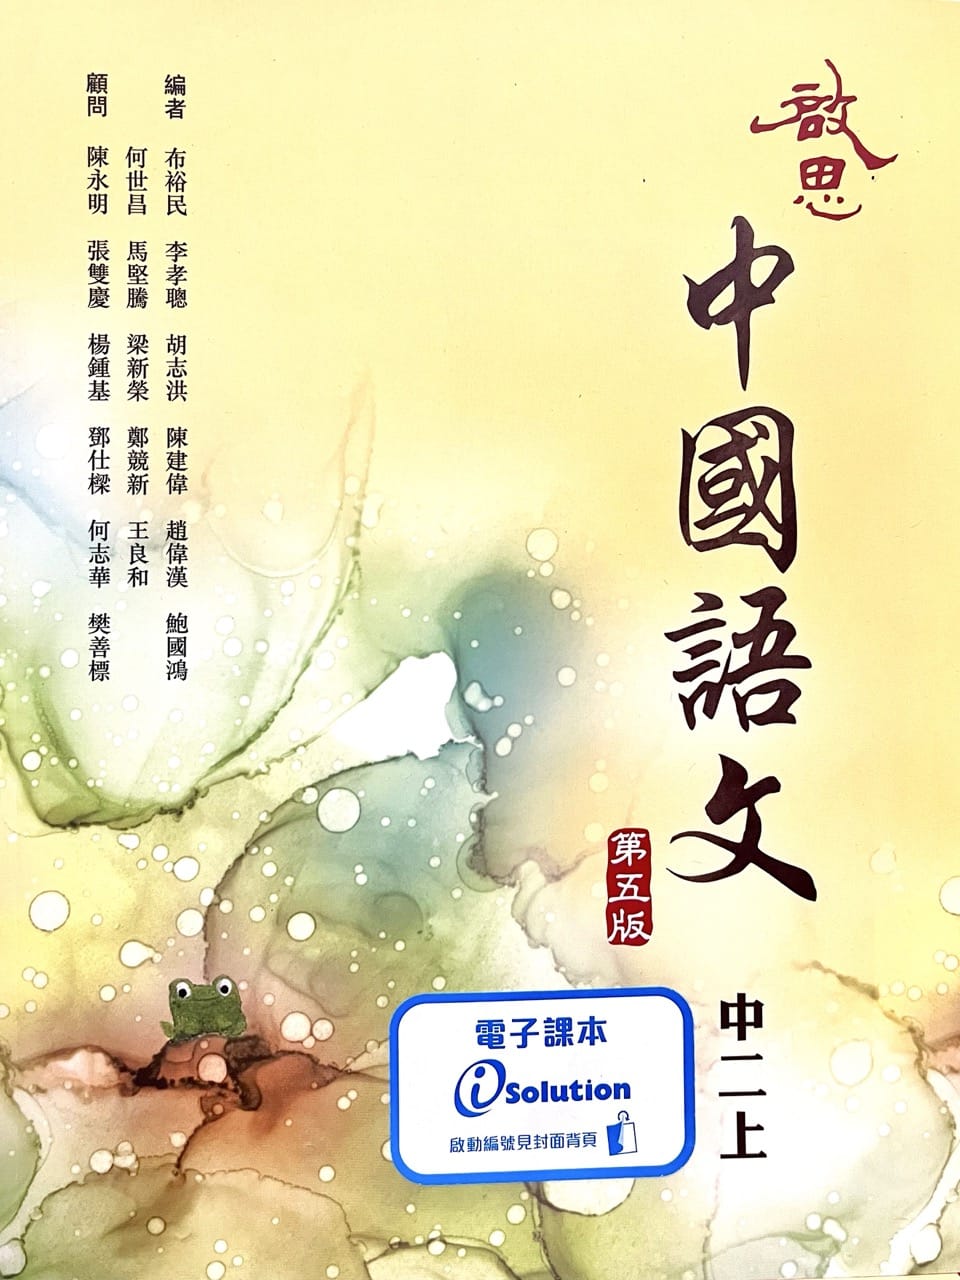 啟思
中國語文
第五版
中二上
編者 布裕民 李孝聰 胡志洪 陳建偉 趙偉漢 鮑國鴻
何世昌 馬堅騰 梁新榮 鄭競新 王良和
顧問 陳永明 張雙慶 楊鍾基 鄧仕樑 何志華 樊善標
電子課本
iSolution
啟動編號見封面背頁